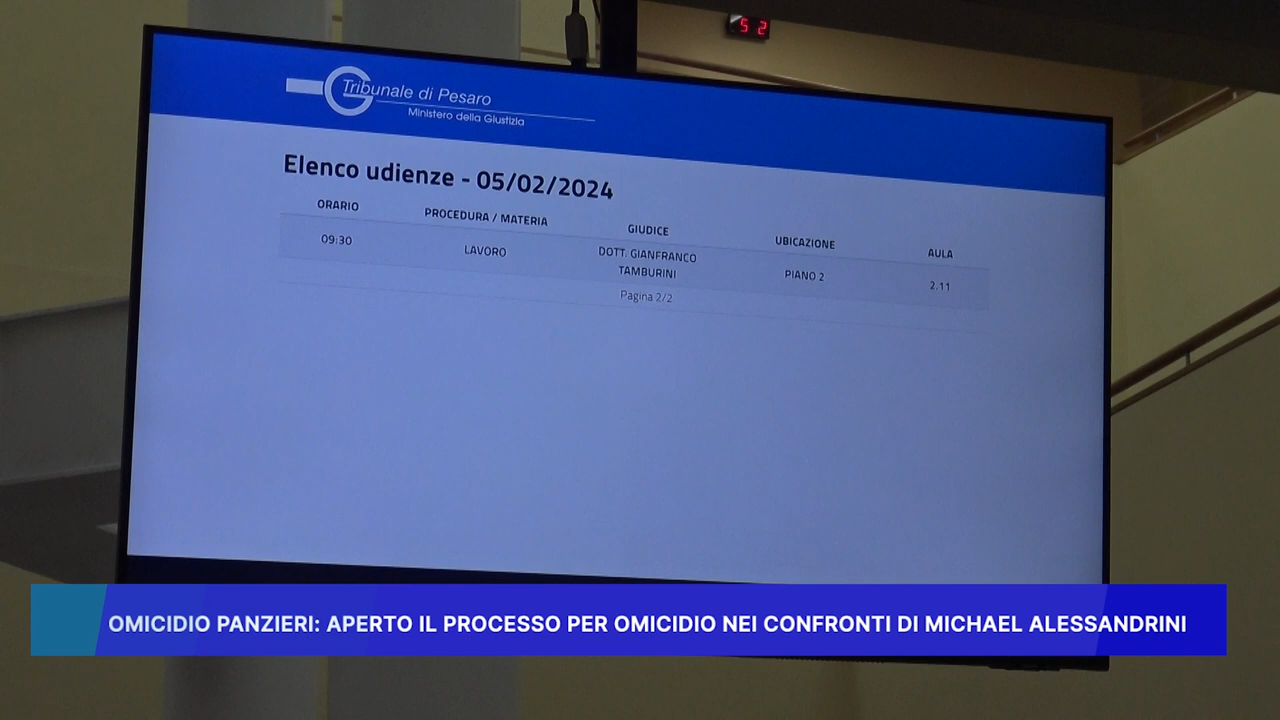 52
Tribunale di Pesaro
Ministero della Giustizia
Elenco udienze - 05/02/2024
ORARIO PROCEDURA / MATERIA GIUDICE UBICAZIONE AULA
09:30 LAVORO DOTT. GIANFRANCO TAMBURINI PIANO 2 2.11
Pagina 2/2
OMICIDIO PANZIERI: APERTO IL PROCESSO PER OMICIDIO NEI CONFRONTI DI MICHAEL ALESSANDRINI